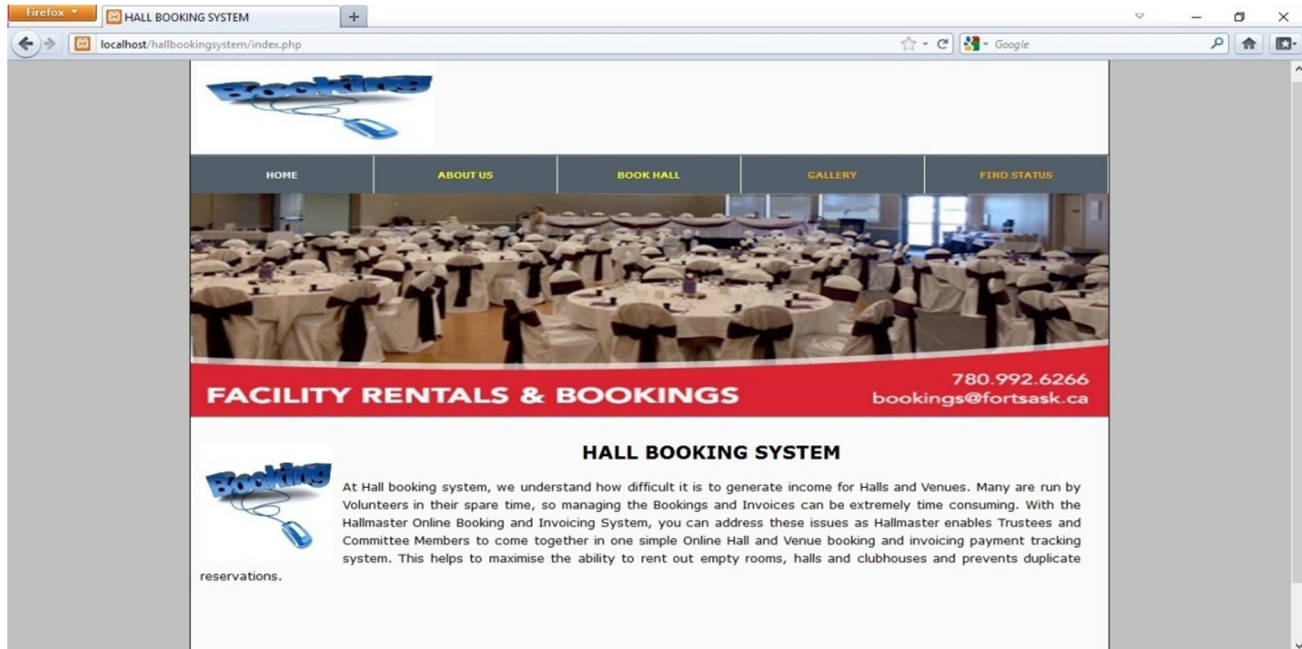 Firefox
HALL BOOKING SYSTEM
localhost/hallbookingsystem/index.php
Google
Booking
HOME
ABOUT US
BOOK HALL
GALLERY
FIND STATUS
FACILITY RENTALS & BOOKINGS
780.992.6266
bookings@fortsask.ca
Booking
HALL BOOKING SYSTEM
At Hall booking system, we understand how difficult it is to generate income for Halls and Venues. Many are run by
Volunteers in their spare time, so managing the Bookings and Invoices can be extremely time consuming. With the
Hallmaster Online Booking and Invoicing System, you can address these issues as Hallmaster enables Trustees and
Committee Members to come together in one simple Online Hall and Venue booking and invoicing payment tracking
system. This helps to maximise the ability to rent out empty rooms, halls and clubhouses and prevents duplicate
reservations.